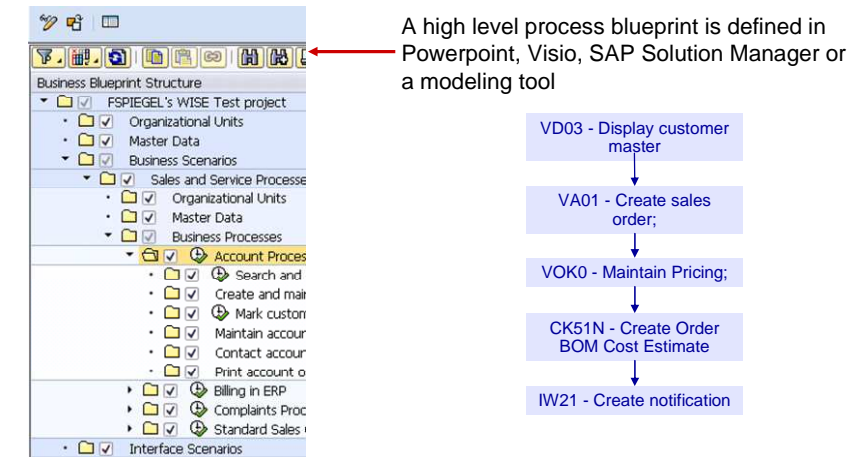 A high level process blueprint is defined in
Powerpoint, Visio, SAP Solution Manager or
a modeling tool
Business Blueprint Structure
FSPIEGEL's WISE Test project
Organizational Units
Master Data
Business Scenarios
Sales and Service Processe
Organizational Units
Master Data
Business Processes
Account Proces
Search and
Create and mai
Mark custon
Maintain accour
Contact accour
Print account o
Billing in ERP
Complaints Proc
Standard Sales
Interface Scenarios
VD03 - Display customer
master
VA01 - Create sales
order;
VOK0 - Maintain Pricing;
CK51N - Create Order
BOM Cost Estimate
IW21 - Create notification